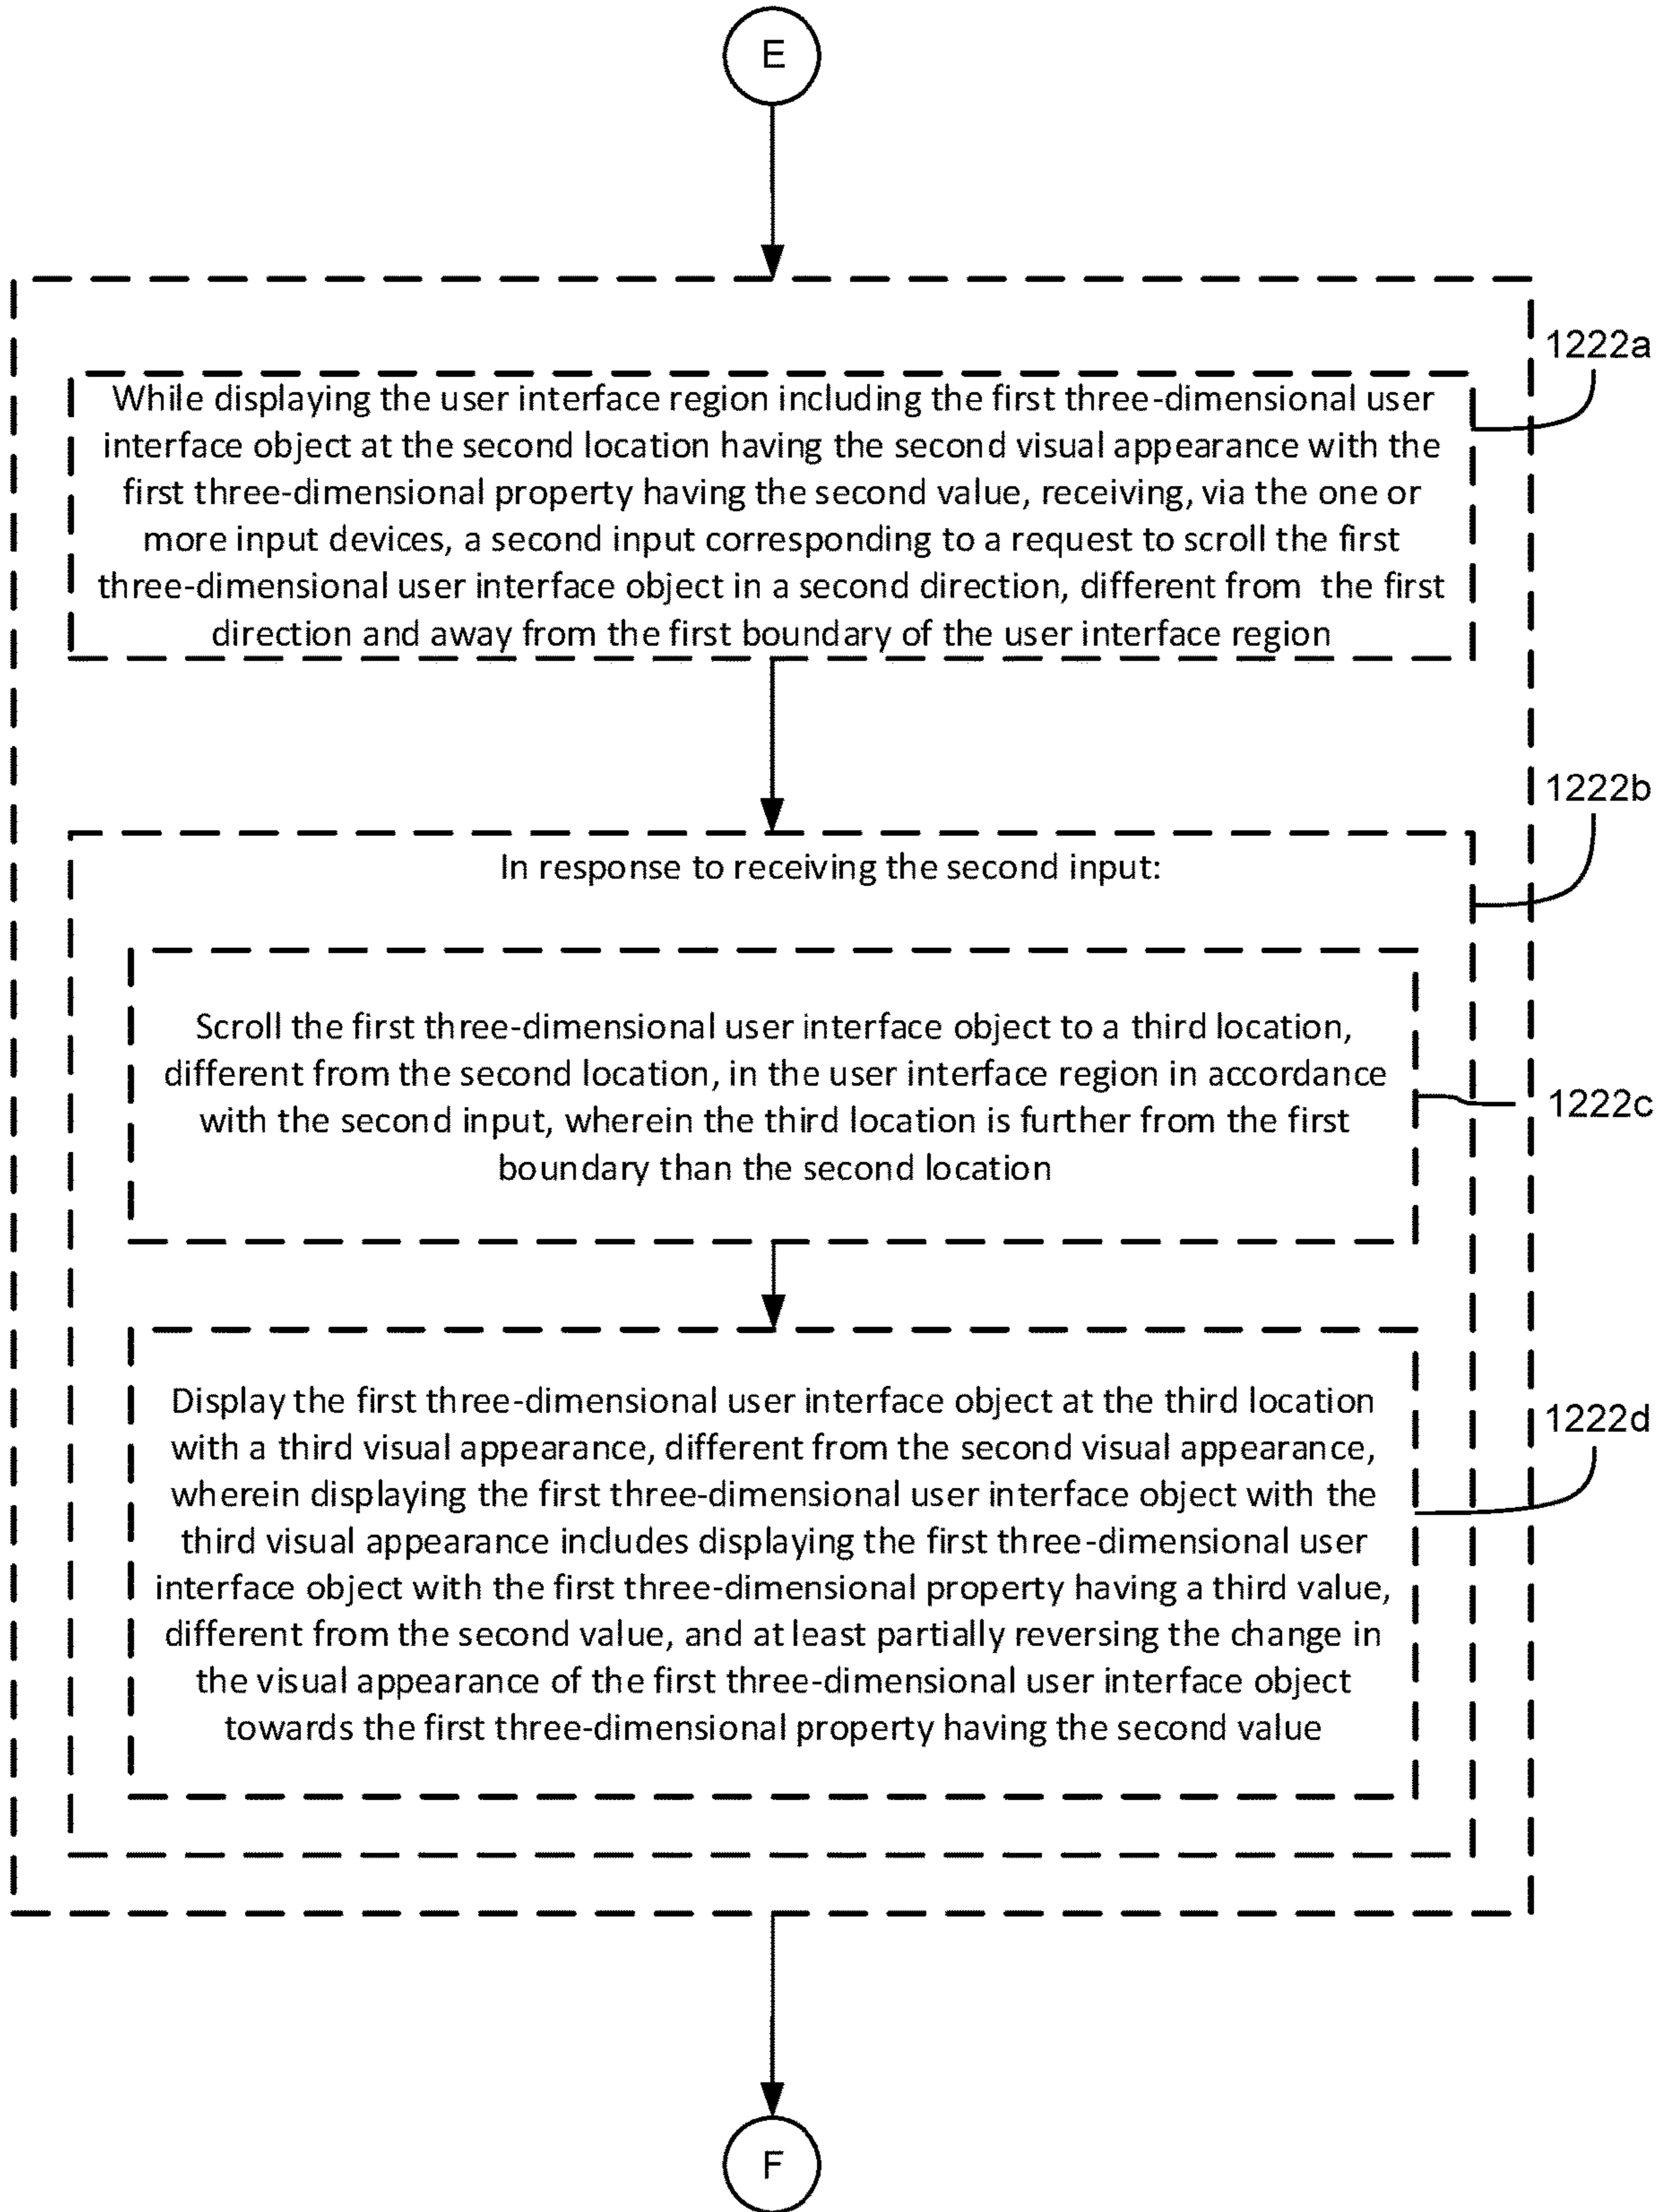 E
1222a
While displaying the user interface region including the first three-dimensional user
interface object at the second location having the second visual appearance with the
first three-dimensional property having the second value, receiving, via the one or
more input devices, a second input corresponding to a request to scroll the first
three-dimensional user interface object in a second direction, different from the first
direction and away from the first boundary of the user interface region
1222b
In response to receiving the second input:
Scroll the first three-dimensional user interface object to a third location,
different from the second location, in the user interface region in accordance
with the second input, wherein the third location is further from the first
boundary than the second location
1222c
Display the first three-dimensional user interface object at the third location
with a third visual appearance, different from the second visual appearance,
wherein displaying the first three-dimensional user interface object with the
third visual appearance includes displaying the first three-dimensional user
interface object with the first three-dimensional property having a third value,
different from the second value, and at least partially reversing the change in
the visual appearance of the first three-dimensional user interface object
towards the first three-dimensional property having the second value
1222d
F